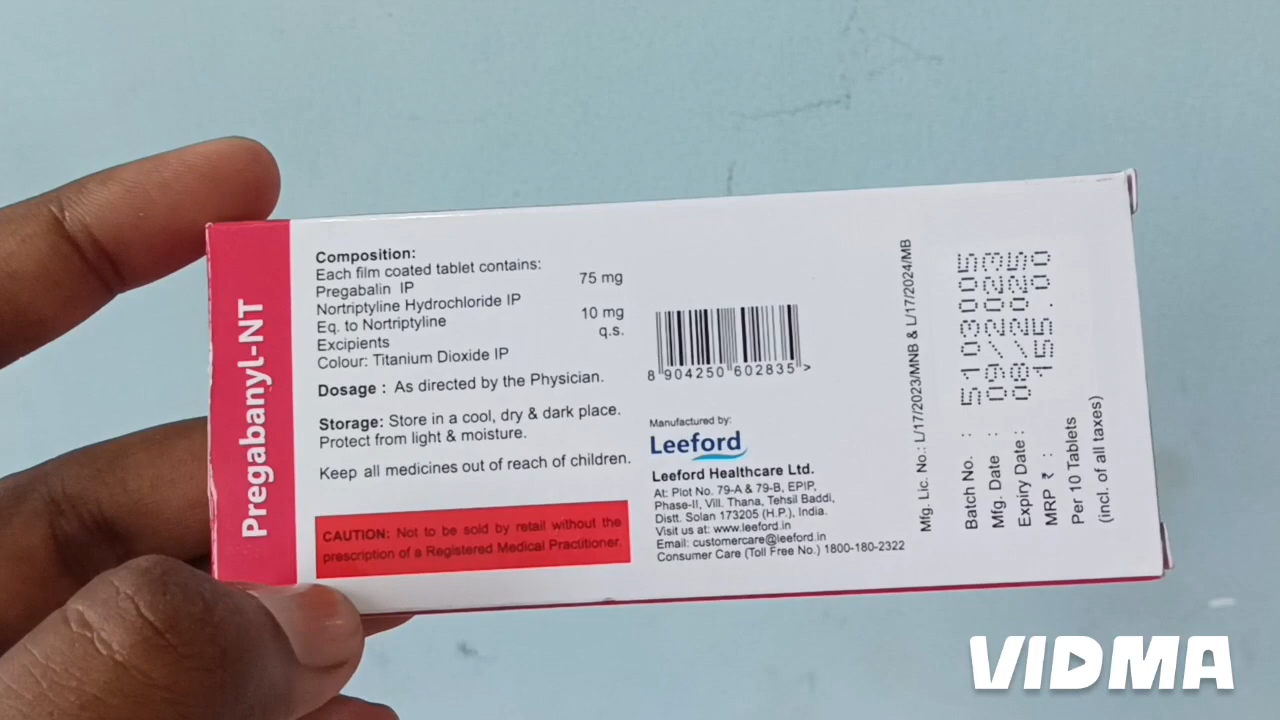 Pregabanyl-NT
Composition:
Each film coated tablet contains:
Pregabalin IP 75 mg
Nortriptyline Hydrochloride IP
Eq. to Nortriptyline 10 mg
Excipients q.s.
Colour: Titanium Dioxide IP
Dosage : As directed by the Physician.
Storage: Store in a cool, dry & dark place.
Protect from light & moisture.
Keep all medicines out of reach of children.
CAUTION: Not to be sold by retail without the
prescription of a Registered Medical Practitioner.
8 904250 602835 >
Manufactured by:
Leeford
Leeford Healthcare Ltd.
At: Plot No. 79-A & 79-B, EPIP,
Phase-II, Vill. Thana, Tehsil Baddi,
Distt. Solan 173205 (H.P.), India.
Visit us at: www.leeford.in
Email: customercare@leeford.in
Consumer Care (Toll Free No.) 1800-180-2322
Mfg. Lic. No.: L/17/2023/MNB & L/17/2024/MB
Batch No. : 5103005
Mfg. Date : 09/2023
Expiry Date : 08/2025
MRP ₹ : 155.00
Per 10 Tablets
(incl. of all taxes)
VIDMA